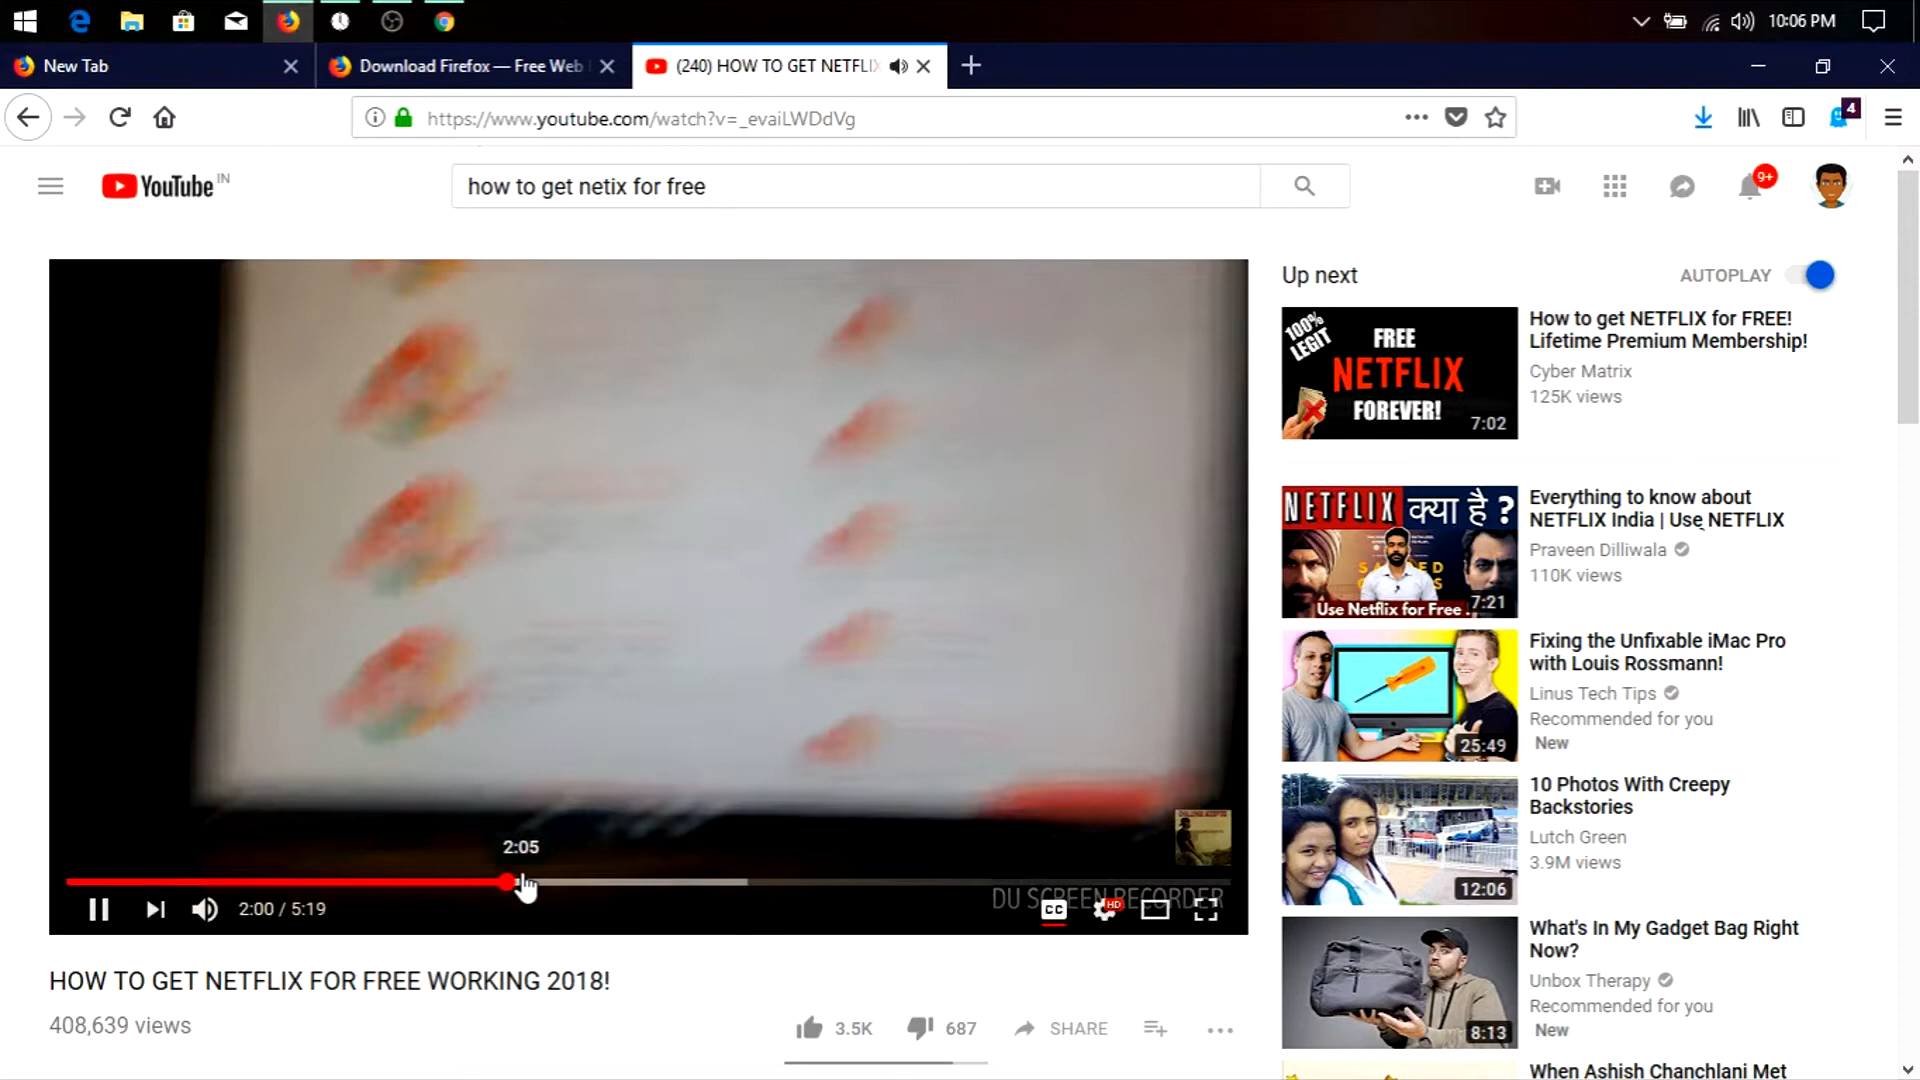 10:06 PM
New Tab
Download Firefox — Free Web
(240) HOW TO GET NETFLIX
https://www.youtube.com/watch?v=_evaiLWDdVg
4
YouTube IN
how to get netix for free
9+
Up next
AUTOPLAY
100% LEGIT
FREE
NETFLIX
FOREVER!
7:02
How to get NETFLIX for FREE!
Lifetime Premium Membership!
Cyber Matrix
125K views
NETFLIX क्या है ?
Use Netflix for Free .
7:21
Everything to know about
NETFLIX India | Use NETFLIX
Praveen Dilliwala
110K views
25:49
Fixing the Unfixable iMac Pro
with Louis Rossmann!
Linus Tech Tips
Recommended for you
New
12:06
10 Photos With Creepy
Backstories
Lutch Green
3.9M views
8:13
What's In My Gadget Bag Right
Now?
Unbox Therapy
Recommended for you
New
When Ashish Chanchlani Met
2:05
DU SCREEN RECORDER
2:00 / 5:19
CC
HD
HOW TO GET NETFLIX FOR FREE WORKING 2018!
408,639 views
3.5K
687
SHARE